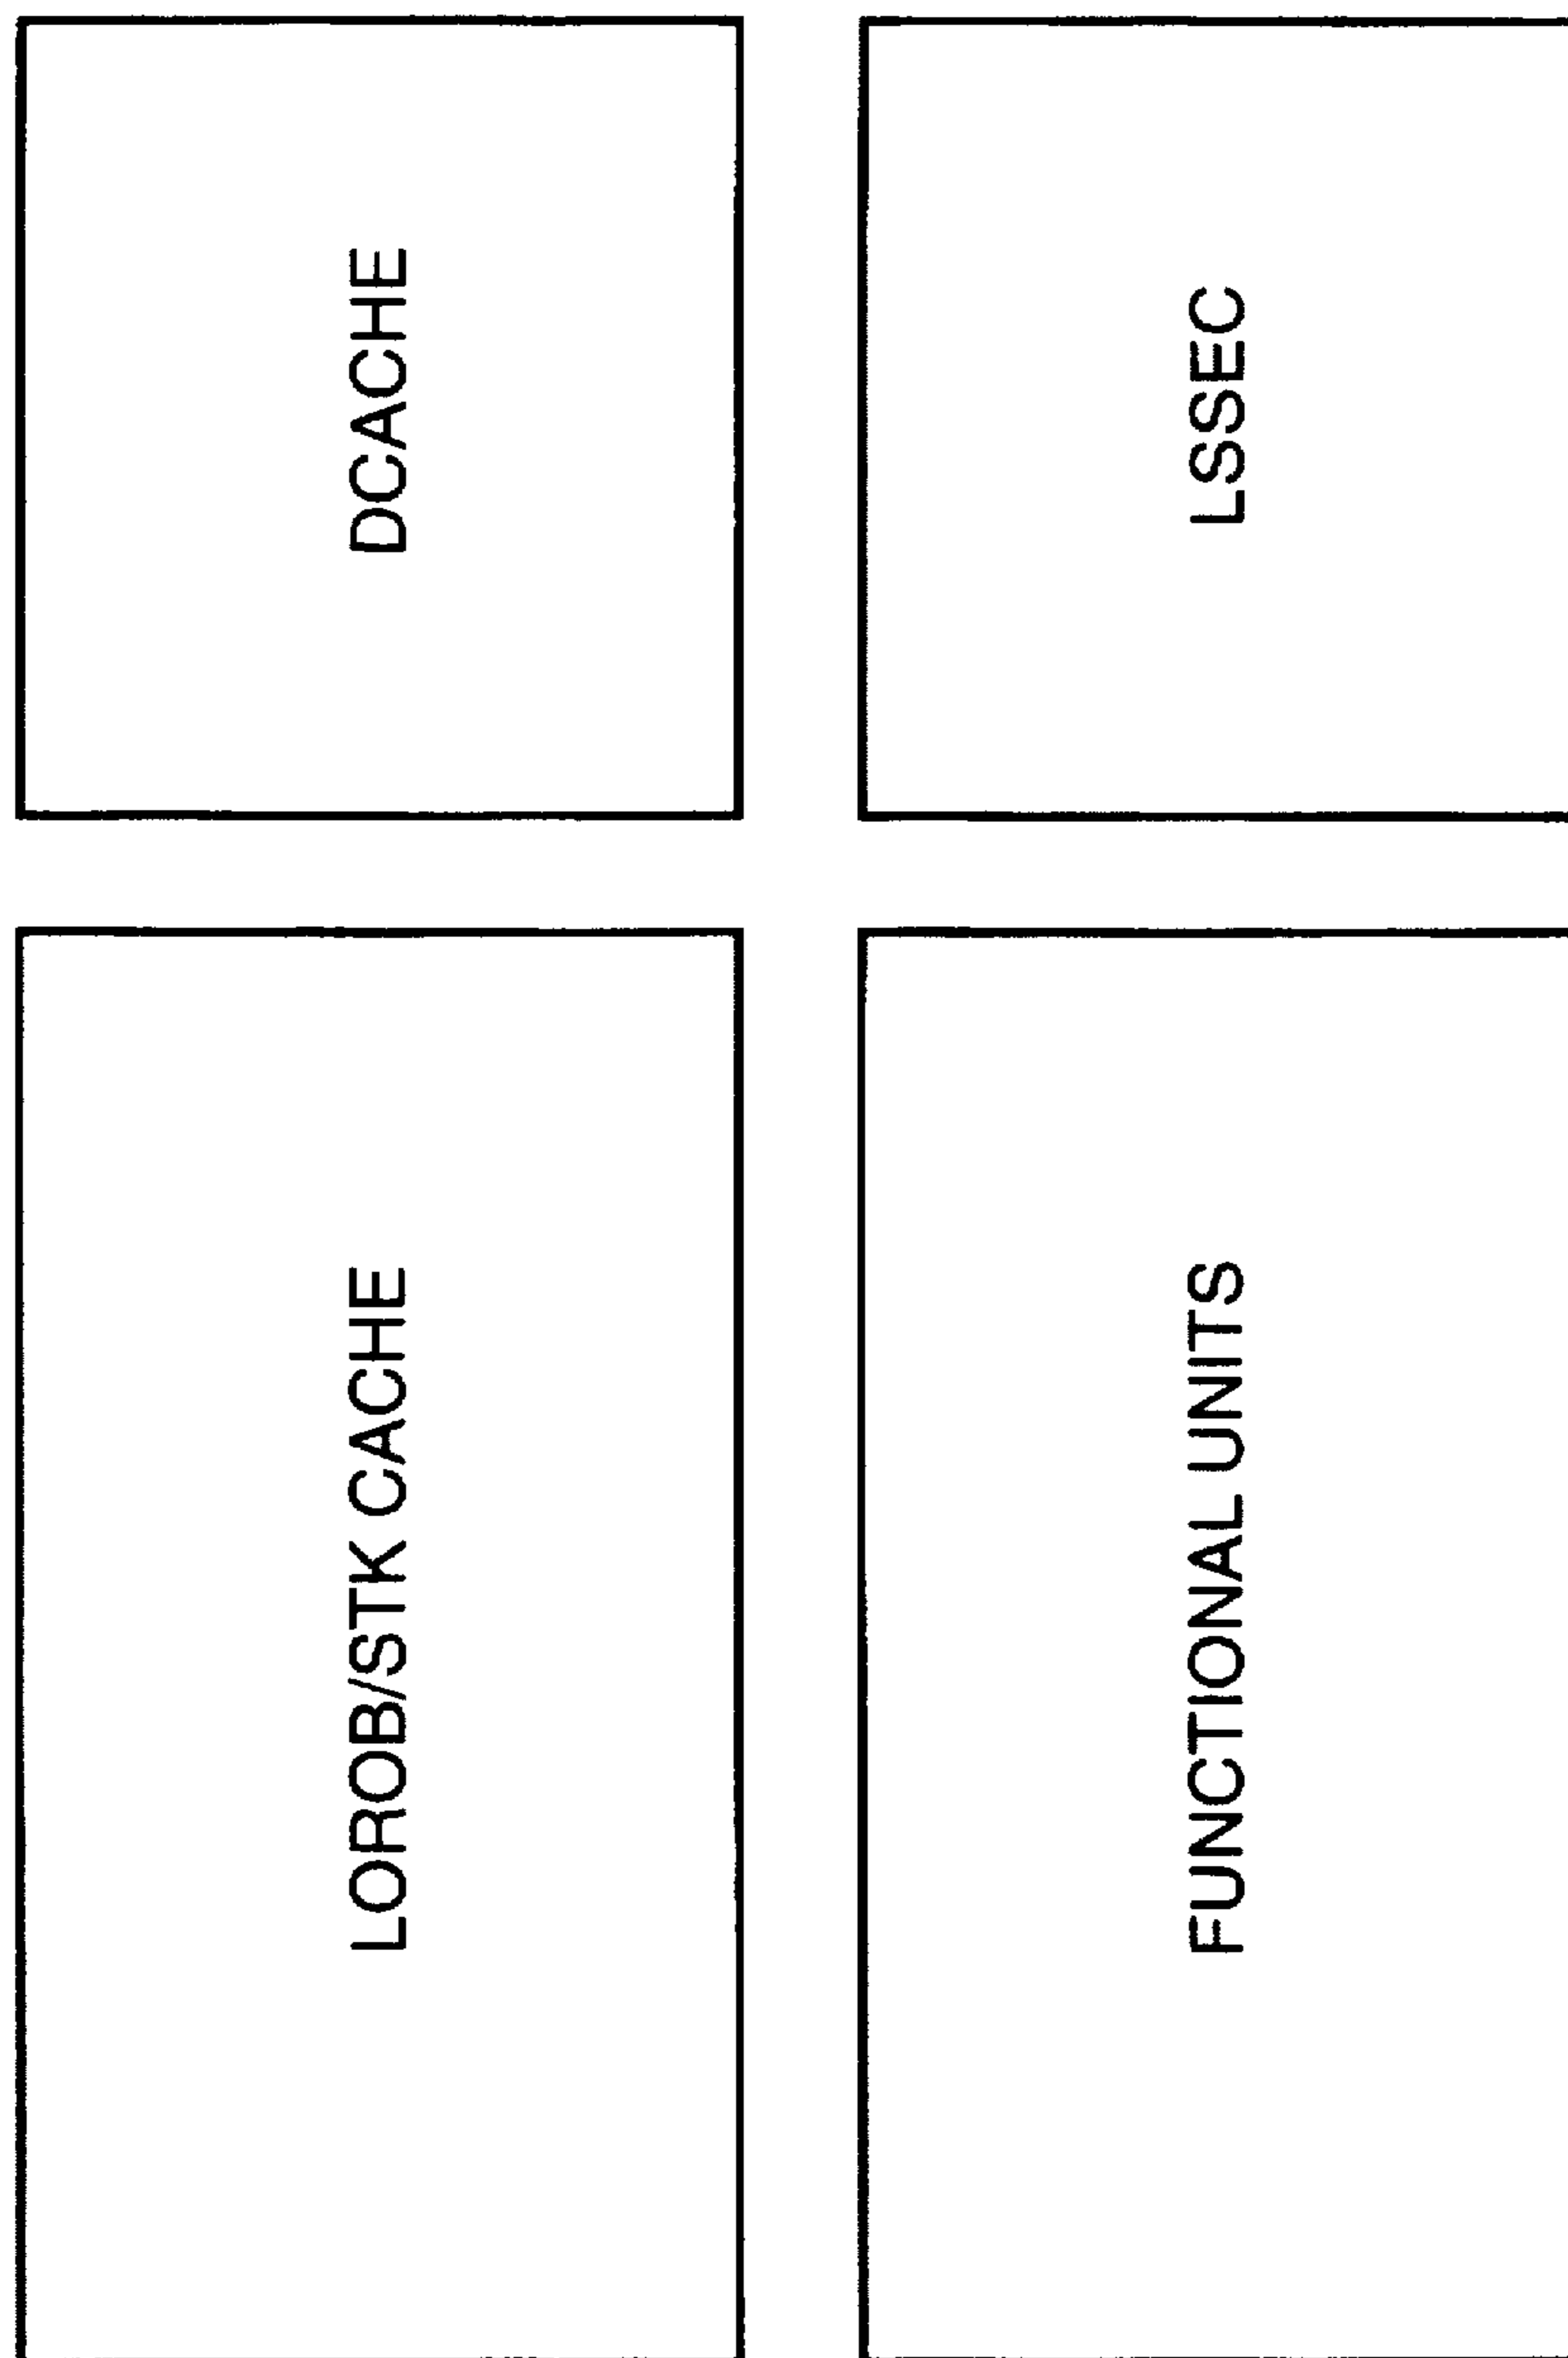 LOROB/STK CACHE
DCACHE
FUNCTIONAL UNITS
LSSEC